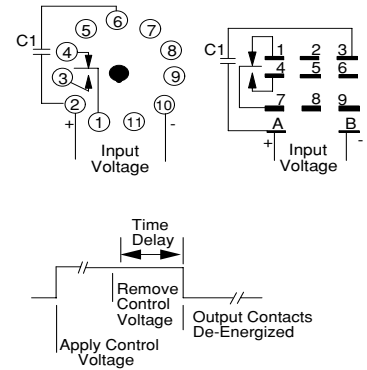 6
5
7
C1
4
8
3
9
2
10
+
1
11
-
Input
Voltage
C1
1 2 3
4 5 6
7 8 9
A B
+ Input -
Voltage
Time
Delay
Remove
Control
Voltage
Output Contacts
De-Energized
Apply Control
Voltage